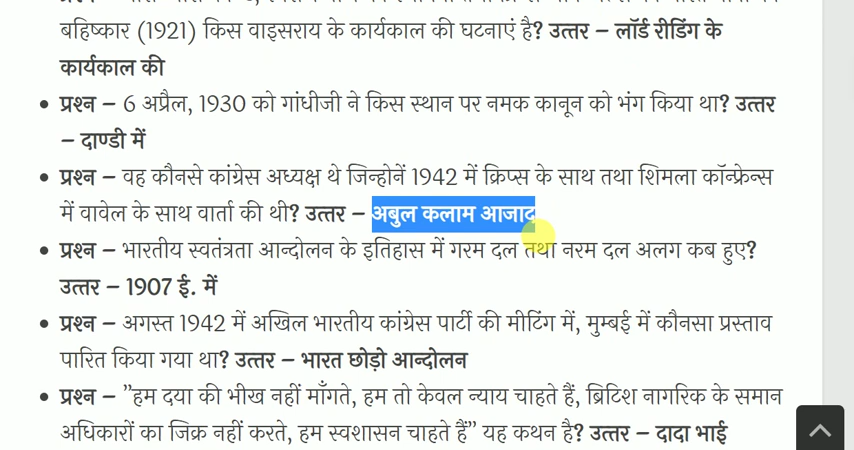 बहिष्कार (1921) किस वाइसराय के कार्यकाल की घटनाएं है? उत्तर – लॉर्ड रीडिंग के
कार्यकाल की
प्रश्न – 6 अप्रैल, 1930 को गांधीजी ने किस स्थान पर नमक कानून को भंग किया था? उत्तर
– दाण्डी में
प्रश्न – वह कौनसे कांग्रेस अध्यक्ष थे जिन्होनें 1942 में क्रिप्स के साथ तथा शिमला कॉन्फ्रेन्स
में वावेल के साथ वार्ता की थी? उत्तर – अबुल कलाम आजाद
प्रश्न – भारतीय स्वतंत्रता आन्दोलन के इतिहास में गरम दल तथा नरम दल अलग कब हुए?
उत्तर – 1907 ई. में
प्रश्न – अगस्त 1942 में अखिल भारतीय कांग्रेस पार्टी की मीटिंग में, मुम्बई में कौनसा प्रस्ताव
पारित किया गया था? उत्तर – भारत छोड़ो आन्दोलन
प्रश्न – ”हम दया की भीख नहीं माँगते, हम तो केवल न्याय चाहते हैं, ब्रिटिश नागरिक के समान
अधिकारों का जिक्र नहीं करते, हम स्वशासन चाहते हैं” यह कथन है? उत्तर – दादा भाई